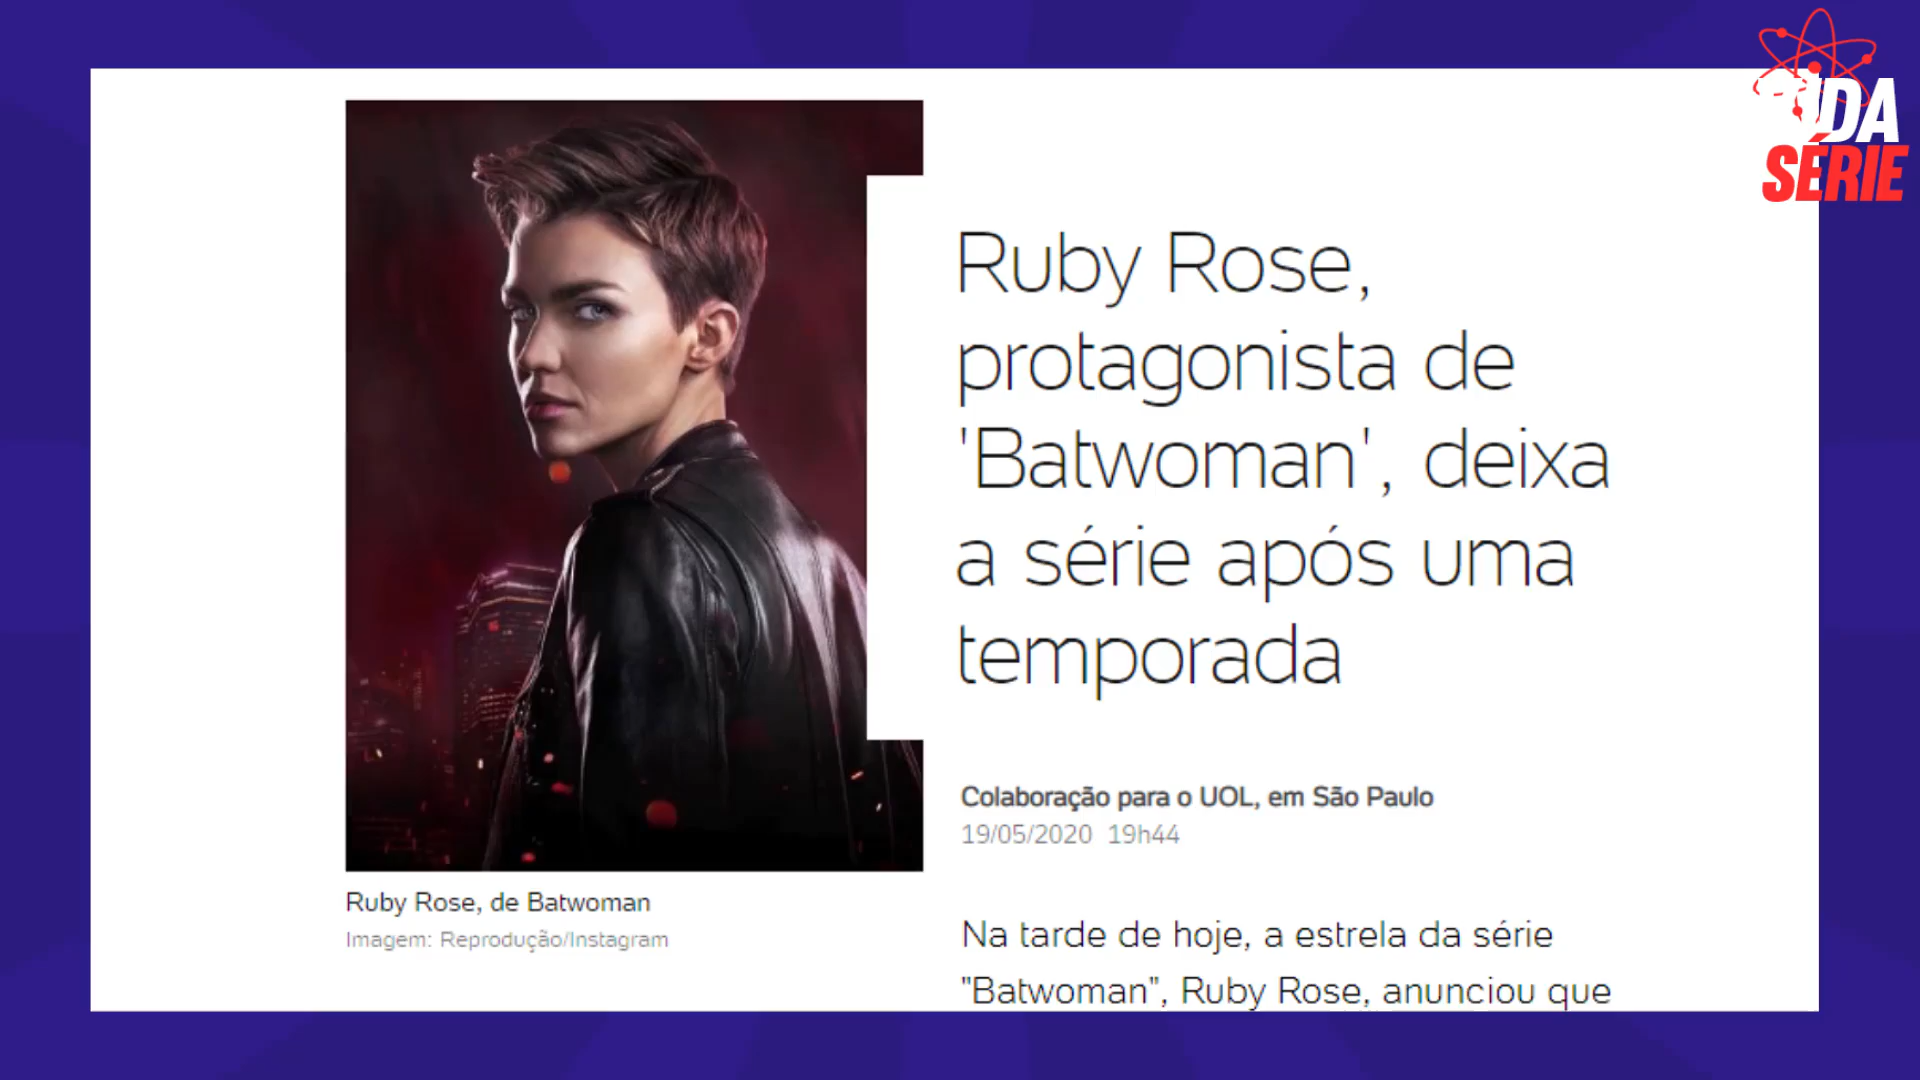 DA
SÉRIE
Ruby Rose,
protagonista de
'Batwoman', deixa
a série após uma
temporada
Colaboração para o UOL, em São Paulo
19/05/2020 19h44
Na tarde de hoje, a estrela da série
"Batwoman", Ruby Rose, anunciou que
Ruby Rose, de Batwoman
Imagem: Reprodução/Instagram